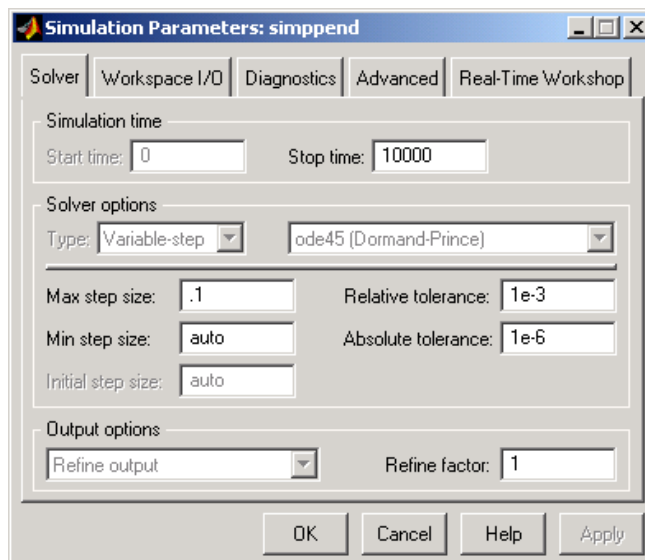 Simulation Parameters: simppend
Solver Workspace I/O Diagnostics Advanced Real-Time Workshop
Simulation time
Start time: 0 Stop time: 10000
Solver options
Type: Variable-step ode45 (Dormand-Prince)
Max step size: .1 Relative tolerance: 1e-3
Min step size: auto Absolute tolerance: 1e-6
Initial step size: auto
Output options
Refine output Refine factor: 1
OK Cancel Help Apply